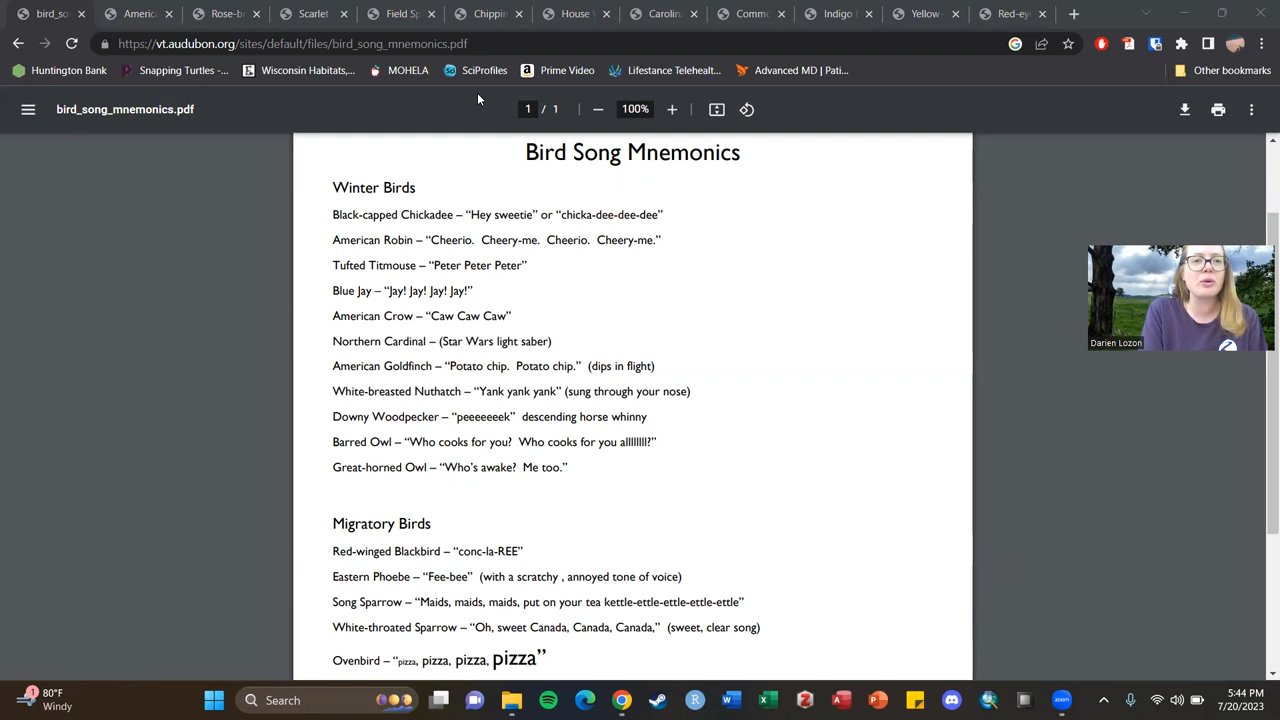 bird_so
Americ
Rose-b
Scarlet
Field Sp
Chippin
House
Carolin
Commo
Indigo
Yellow-
Red-ey
https://vt.audubon.org/sites/default/files/bird_song_mnemonics.pdf
Huntington Bank
Snapping Turtles -...
Wisconsin Habitats,...
MOHELA
SciProfiles
Prime Video
Lifestance Telehealt...
Advanced MD | Pati...
Other bookmarks
bird_song_mnemonics.pdf
1 / 1
100%
Bird Song Mnemonics
Winter Birds
Black-capped Chickadee – “Hey sweetie” or “chicka-dee-dee-dee”
American Robin – “Cheerio. Cheery-me. Cheerio. Cheery-me.”
Tufted Titmouse – “Peter Peter Peter”
Blue Jay – “Jay! Jay! Jay! Jay!”
American Crow – “Caw Caw Caw”
Northern Cardinal – (Star Wars light saber)
American Goldfinch – “Potato chip. Potato chip.” (dips in flight)
White-breasted Nuthatch – “Yank yank yank” (sung through your nose)
Downy Woodpecker – “peeeeeek” descending horse whinny
Barred Owl – “Who cooks for you? Who cooks for you allllllll?”
Great-horned Owl – “Who’s awake? Me too.”
Migratory Birds
Red-winged Blackbird – “conc-la-REE”
Eastern Phoebe – “Fee-bee” (with a scratchy , annoyed tone of voice)
Song Sparrow – “Maids, maids, maids, put on your tea kettle-ettle-ettle-ettle-ettle”
White-throated Sparrow – “Oh, sweet Canada, Canada, Canada,” (sweet, clear song)
Ovenbird – “pizza, pizza, pizza, pizza”
Darien Lozon
1
80°F
Windy
Search
zoom
5:44 PM
7/20/2023